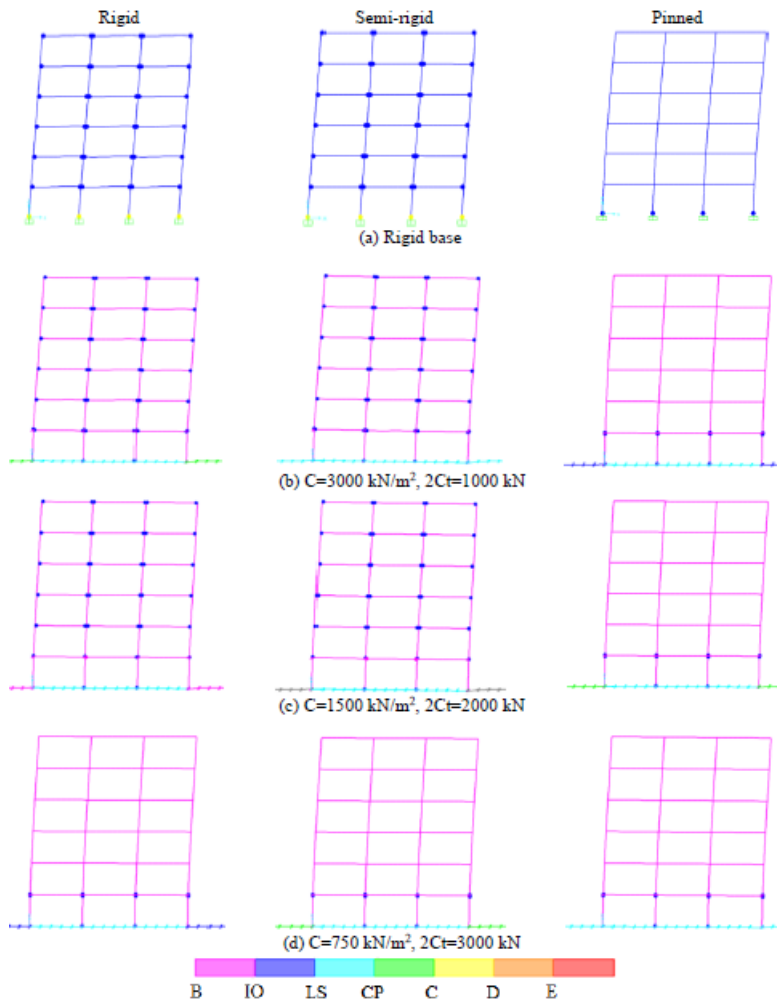 Rigid Semi-rigid Pinned
(a) Rigid base
(b) C=3000 kN/m², 2Ct=1000 kN
(c) C=1500 kN/m², 2Ct=2000 kN
(d) C=750 kN/m², 2Ct=3000 kN
B IO LS CP C D E